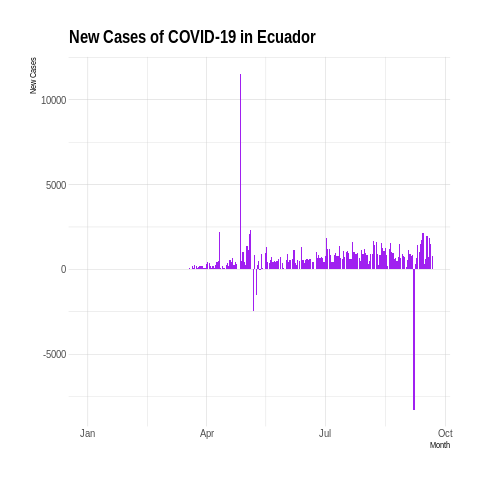 New Cases of COVID-19 in Ecuador
New Cases
10000
5000
0
-5000
Jan Apr Jul Oct
Month